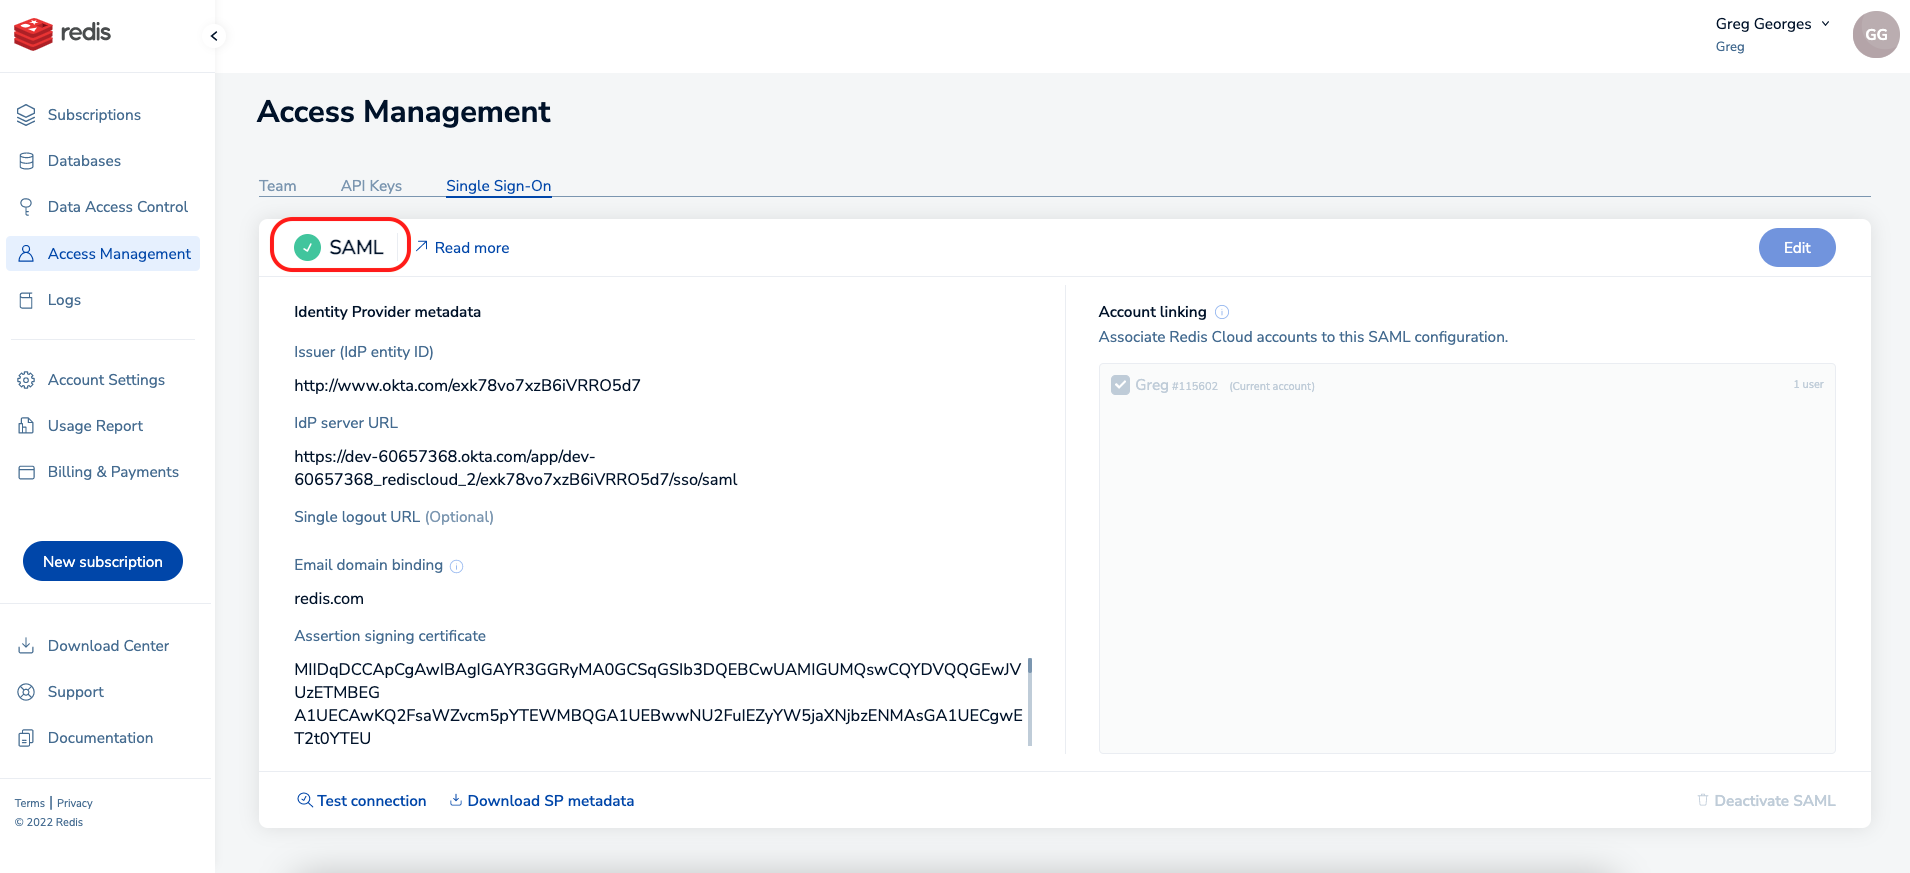 redis
Greg Georges
Greg
GG
Subscriptions
Databases
Data Access Control
Access Management
Logs
Account Settings
Usage Report
Billing & Payments
New subscription
Download Center
Support
Documentation
Terms | Privacy
© 2022 Redis
Access Management
Team API Keys Single Sign-On
SAML Read more Edit
Identity Provider metadata
Issuer (IdP entity ID)
http://www.okta.com/exk78vo7xzB6iVRRO5d7
IdP server URL
https://dev-60657368.okta.com/app/dev-
60657368_rediscloud_2/exk78vo7xzB6iVRRO5d7/sso/saml
Single logout URL (Optional)
Email domain binding
redis.com
Assertion signing certificate
MIIDqDCCApCgAwIBAgIGAYR3GGRyMA0GCSqGSIb3DQEBCwUAMIGUMQswCQYDVQQGEwJV
UzETMBEG
A1UECAwKQ2FsaWZvcm5pYTEWMBQGA1UEBwwNU2FuIEZyYW5jaXNjbzENMAsGA1UECgwE
T2t0YTEU
Account linking
Associate Redis Cloud accounts to this SAML configuration.
Greg #115602 (Current account) 1 user
Test connection Download SP metadata Deactivate SAML